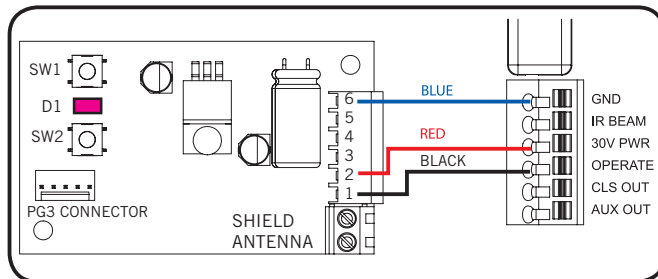 SW1
D1
SW2
PG3 CONNECTOR
SHIELD
ANTENNA
6
5
4
3
2
1
BLUE
RED
BLACK
GND
IR BEAM
30V PWR
OPERATE
CLS OUT
AUX OUT